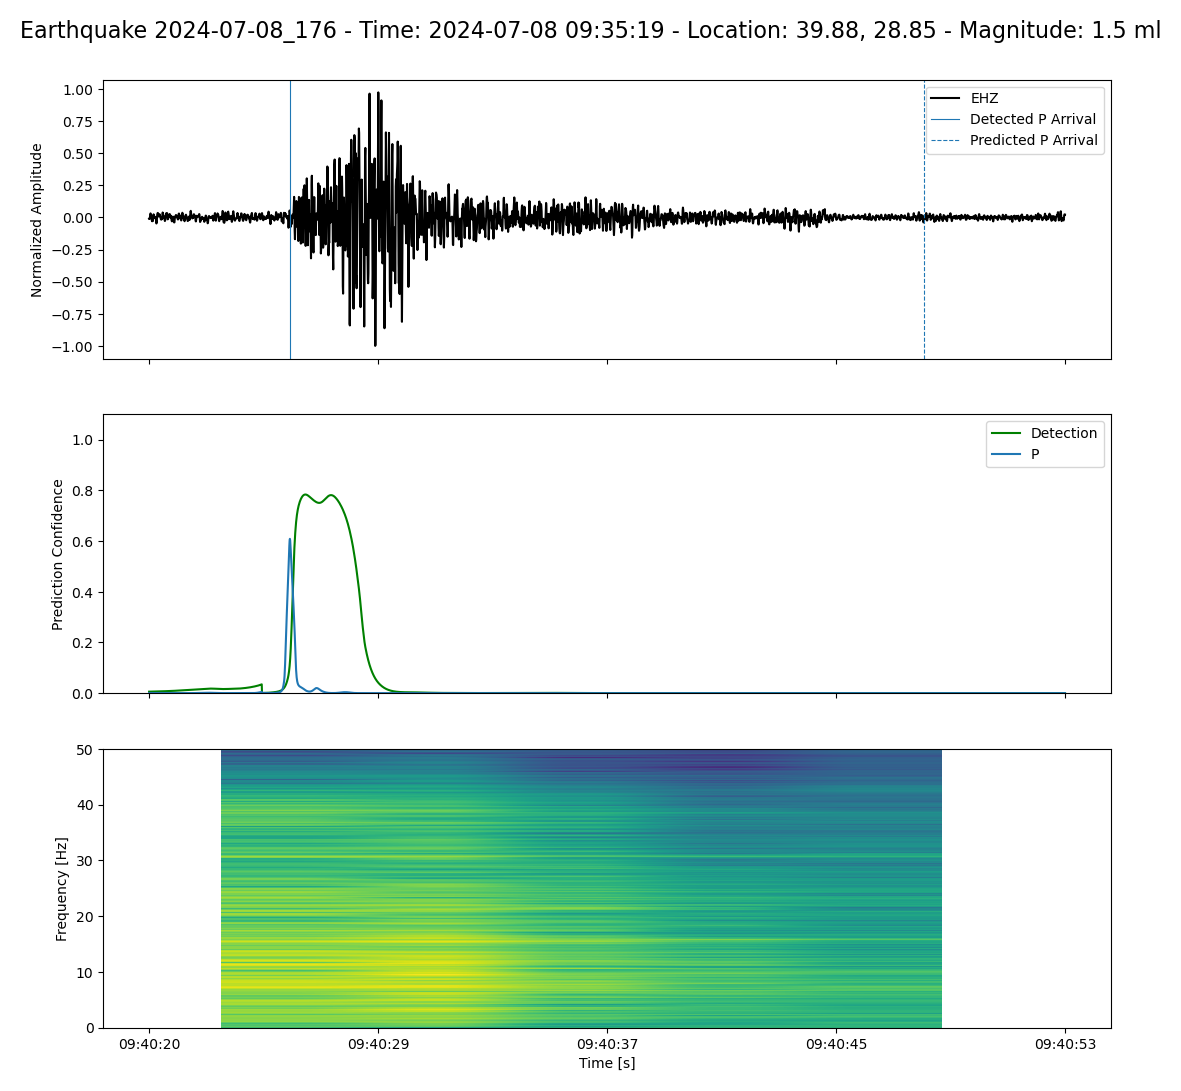 Earthquake 2024-07-08_176 - Time: 2024-07-08 09:35:19 - Location: 39.88, 28.85 - Magnitude: 1.5 ml
Normalized Amplitude
1.00
0.75
0.50
0.25
0.00
−0.25
−0.50
−0.75
−1.00
EHZ
Detected P Arrival
Predicted P Arrival
Prediction Confidence
1.0
0.8
0.6
0.4
0.2
0.0
Detection
P
Frequency [Hz]
50
40
30
20
10
0
09:40:20 09:40:29 09:40:37 09:40:45 09:40:53
Time [s]